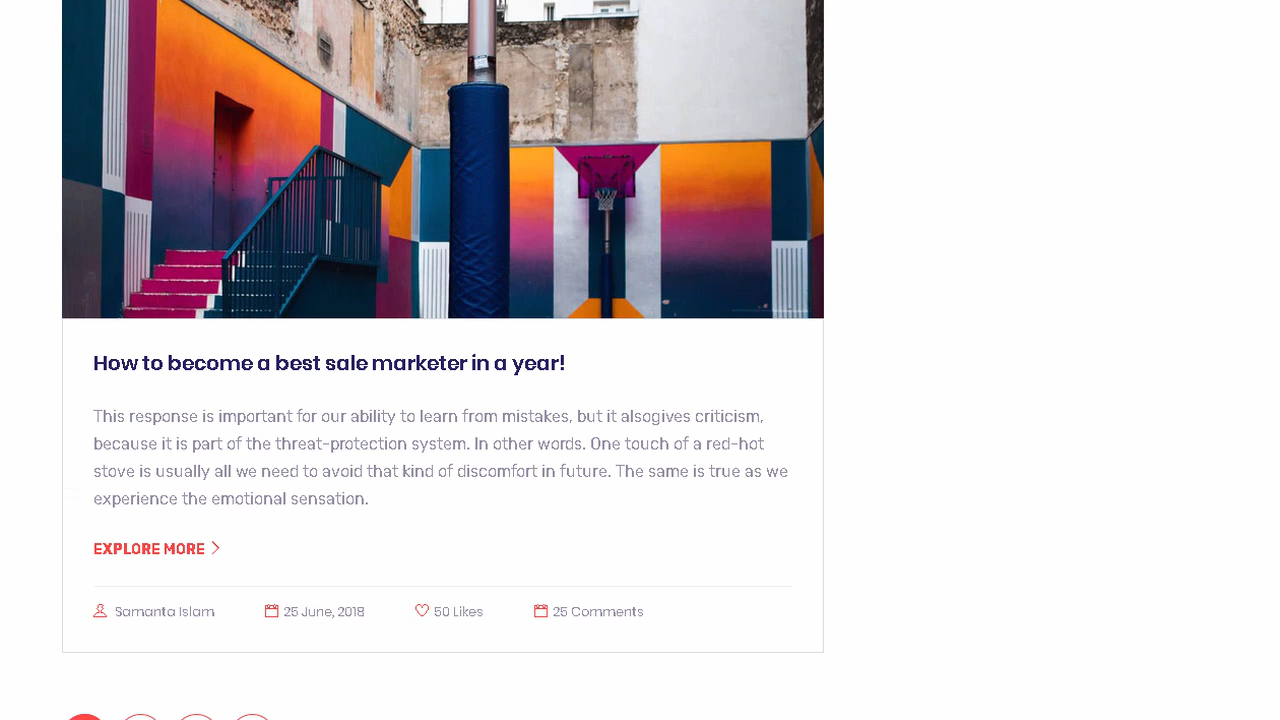 How to become a best sale marketer in a year!
This response is important for our ability to learn from mistakes, but it alsogives criticism,
because it is part of the threat-protection system. In other words. One touch of a red-hot
stove is usually all we need to avoid that kind of discomfort in future. The same is true as we
experience the emotional sensation.
EXPLORE MORE
Samanta Islam 25 June, 2018 50 Likes 25 Comments